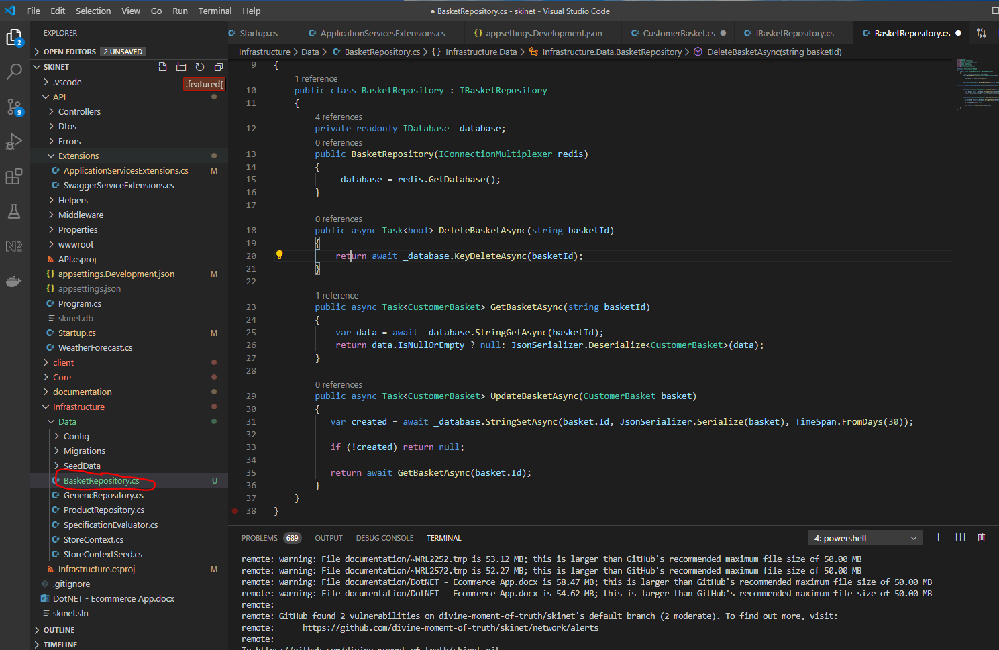 File Edit Selection View Go Run Terminal Help ● BasketRepository.cs - skinet - Visual Studio Code
EXPLORER
OPEN EDITORS 2 UNSAVED
SKINET
.vscode
.featured{
API
Controllers
Dtos
Errors
Extensions
C# ApplicationServicesExtensions.cs M
C# SwaggerServiceExtensions.cs
Helpers
Middleware
Properties
wwwroot
API.csproj
{} appsettings.Development.json M
{} appsettings.json
C# Program.cs
skinet.db
C# Startup.cs M
C# WeatherForecast.cs
client
Core
documentation
Infrastructure
Data
Config
Migrations
SeedData
C# BasketRepository.cs U
C# GenericRepository.cs
C# ProductRepository.cs
C# SpecificationEvaluator.cs
C# StoreContext.cs
C# StoreContextSeed.cs
Infrastructure.csproj M
.gitignore
DotNET - Ecommerce App.docx
skinet.sln
OUTLINE
TIMELINE
2
9
C# Startup.cs C# ApplicationServicesExtensions.cs {} appsettings.Development.json C# CustomerBasket.cs ● C# IBasketRepository.cs C# BasketRepository.cs ●
Infrastructure > Data > C# BasketRepository.cs > {} Infrastructure.Data > Infrastructure.Data.BasketRepository > DeleteBasketAsync(string basketId)
9 {
1 reference
10 public class BasketRepository : IBasketRepository
11 {
4 references
12 private readonly IDatabase _database;
0 references
13 public BasketRepository(IConnectionMultiplexer redis)
14 {
15 _database = redis.GetDatabase();
16 }
17
0 references
18 public async Task<bool> DeleteBasketAsync(string basketId)
19 {
20 return await _database.KeyDeleteAsync(basketId);
21 }
22
1 reference
23 public async Task<CustomerBasket> GetBasketAsync(string basketId)
24 {
25 var data = await _database.StringGetAsync(basketId);
26 return data.IsNullOrEmpty ? null: JsonSerializer.Deserialize<CustomerBasket>(data);
27 }
28
0 references
29 public async Task<CustomerBasket> UpdateBasketAsync(CustomerBasket basket)
30 {
31 var created = await _database.StringSetAsync(basket.Id, JsonSerializer.Serialize(basket), TimeSpan.FromDays(30));
32
33 if (!created) return null;
34
35 return await GetBasketAsync(basket.Id);
36 }
37 }
38 }
PROBLEMS 689 OUTPUT DEBUG CONSOLE TERMINAL 4: powershell
remote: warning: File documentation/~WRL2252.tmp is 53.12 MB; this is larger than GitHub's recommended maximum file size of 50.00 MB
remote: warning: File documentation/~WRL2572.tmp is 52.27 MB; this is larger than GitHub's recommended maximum file size of 50.00 MB
remote: warning: File documentation/DotNET - Ecommerce App.docx is 58.47 MB; this is larger than GitHub's recommended maximum file size of 50.00 MB
remote: warning: File documentation/DotNET - Ecommerce App.docx is 54.62 MB; this is larger than GitHub's recommended maximum file size of 50.00 MB
remote:
remote: GitHub found 2 vulnerabilities on divine-moment-of-truth/skinet's default branch (2 moderate). To find out more, visit:
remote: https://github.com/divine-moment-of-truth/skinet/network/alerts
remote:
To https://github.com/divine-moment-of-truth/skinet.git